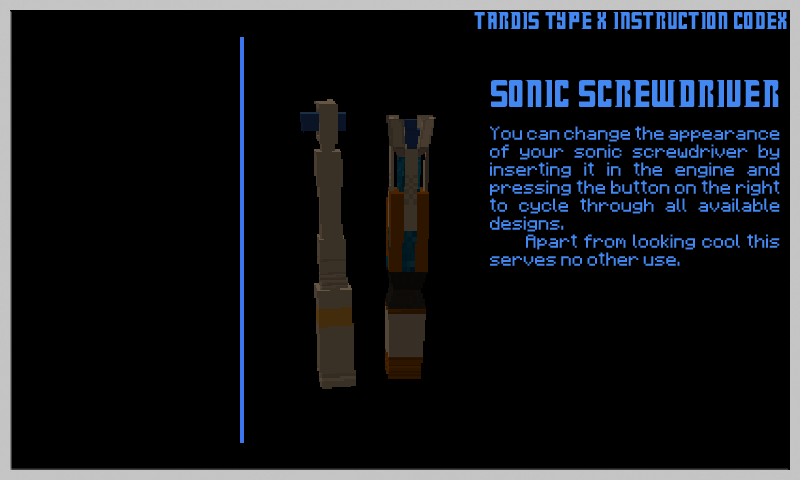 TARDIS TYPE X INSTRUCTION CODEX
SONIC SCREWDRIVER
You can change the appearance
of your sonic screwdriver by
inserting it in the engine and
pressing the button on the right
to cycle through all available
designs.
Apart from looking cool this
serves no other use.